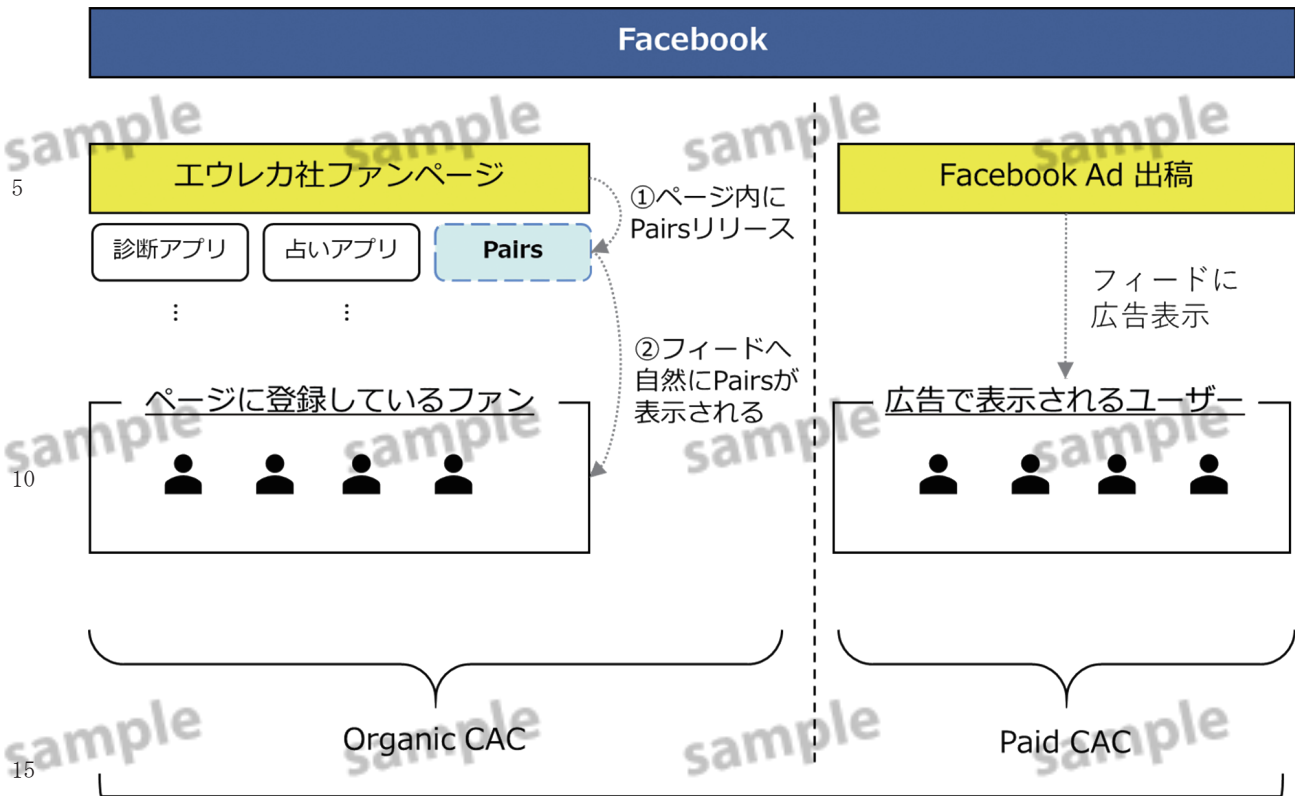 Facebook
エウレカ社ファンページ
診断アプリ
占いアプリ
Pairs
⋮
⋮
①ページ内に
Pairsリリース
②フィードへ
自然にPairsが
表示される
ページに登録しているファン
Organic CAC
Facebook Ad 出稿
フィードに
広告表示
広告で表示されるユーザー
Paid CAC
5
10
15
sample
sample
sample
sample
sample
sample
sample
sample
sample
sample
sample
sample